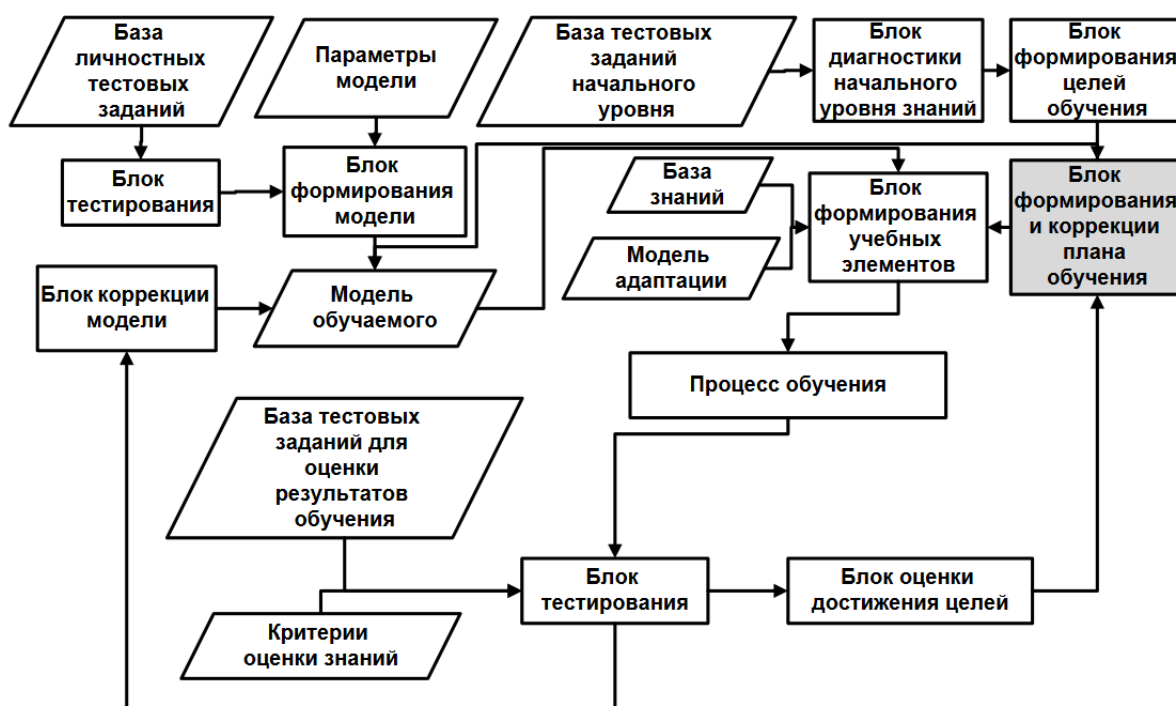 База
личностных
тестовых
заданий
Параметры
модели
База тестовых
заданий
начального
уровня
Блок
диагностики
начального
уровня знаний
Блок
формирования
целей
обучения
Блок
тестирования
Блок
формирования
модели
База
знаний
Блок
формирования
учебных
элементов
Блок
формирования
и коррекции
плана
обучения
Модель
адаптации
Блок коррекции
модели
Модель
обучаемого
Процесс обучения
База тестовых
заданий для
оценки
результатов
обучения
Блок
тестирования
Блок оценки
достижения целей
Критерии
оценки знаний